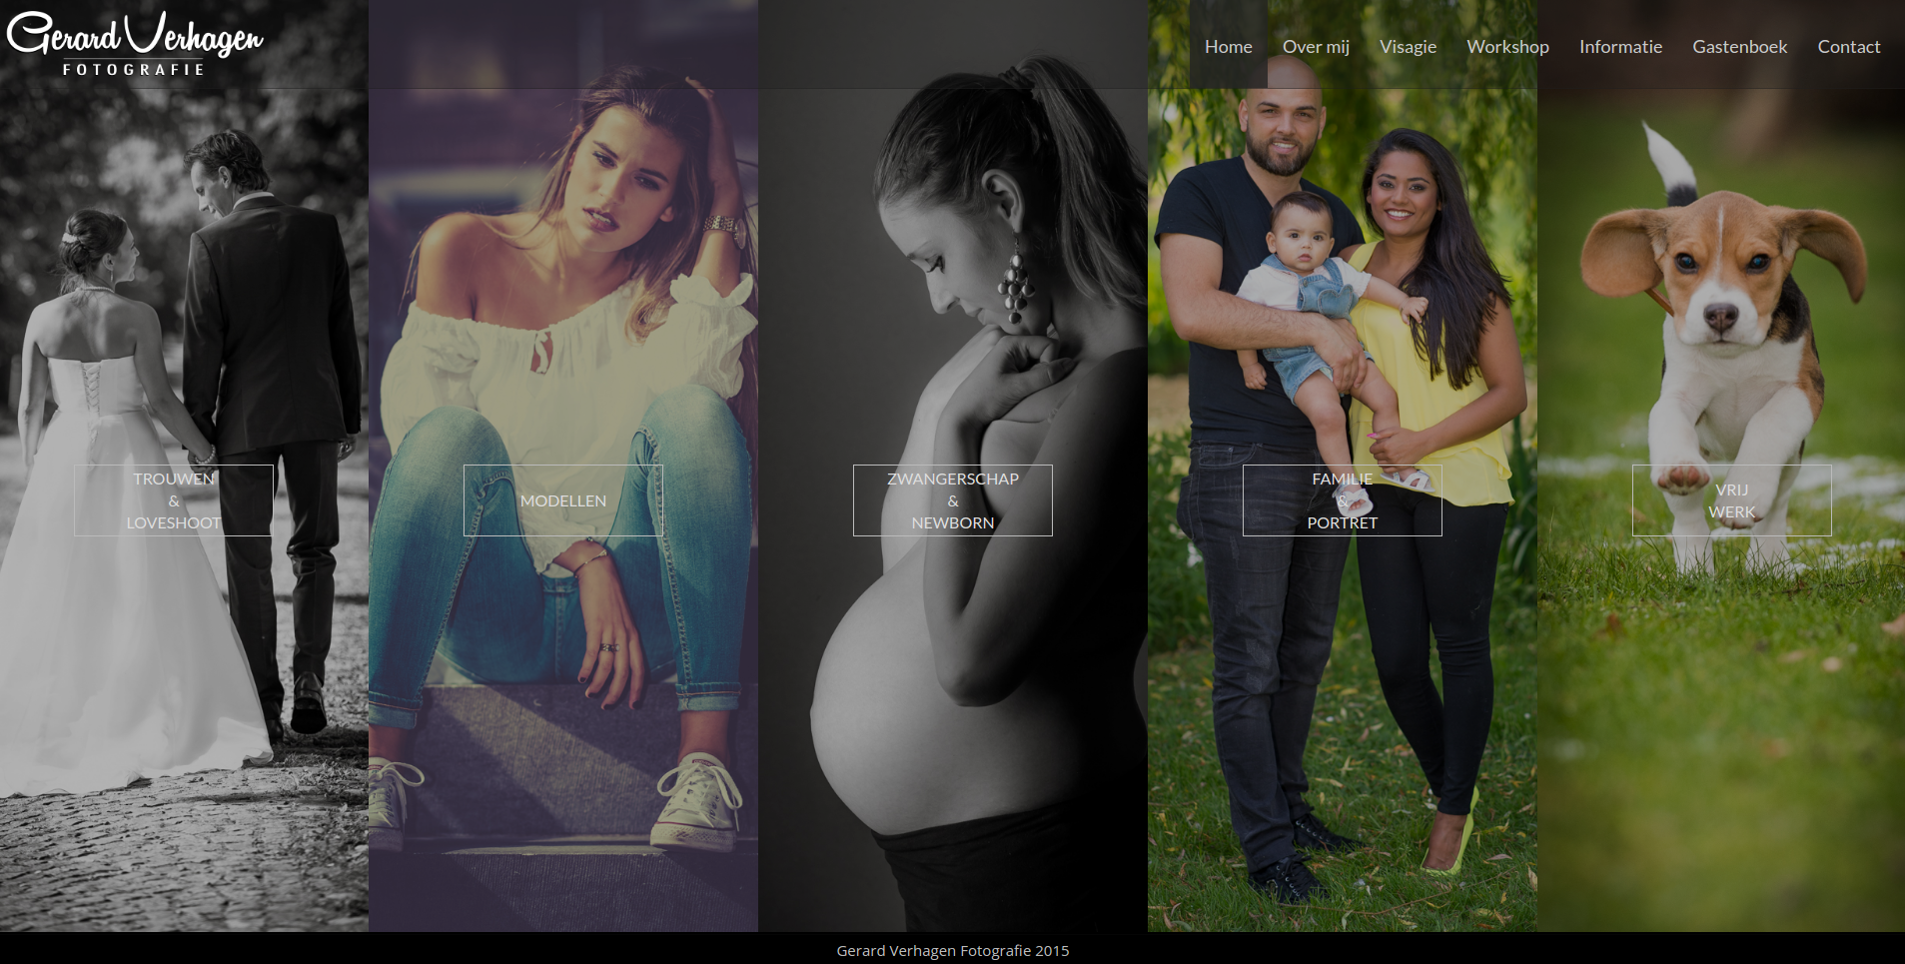 Gerard Verhagen
FOTOGRAFIE
Home
Over mij
Visagie
Workshop
Informatie
Gastenboek
Contact
TROUWEN
&
LOVESHOOT
MODELLEN
ZWANGERSCHAP
&
NEWBORN
FAMILIE
&
PORTRET
VRIJ
WERK
Gerard Verhagen Fotografie 2015